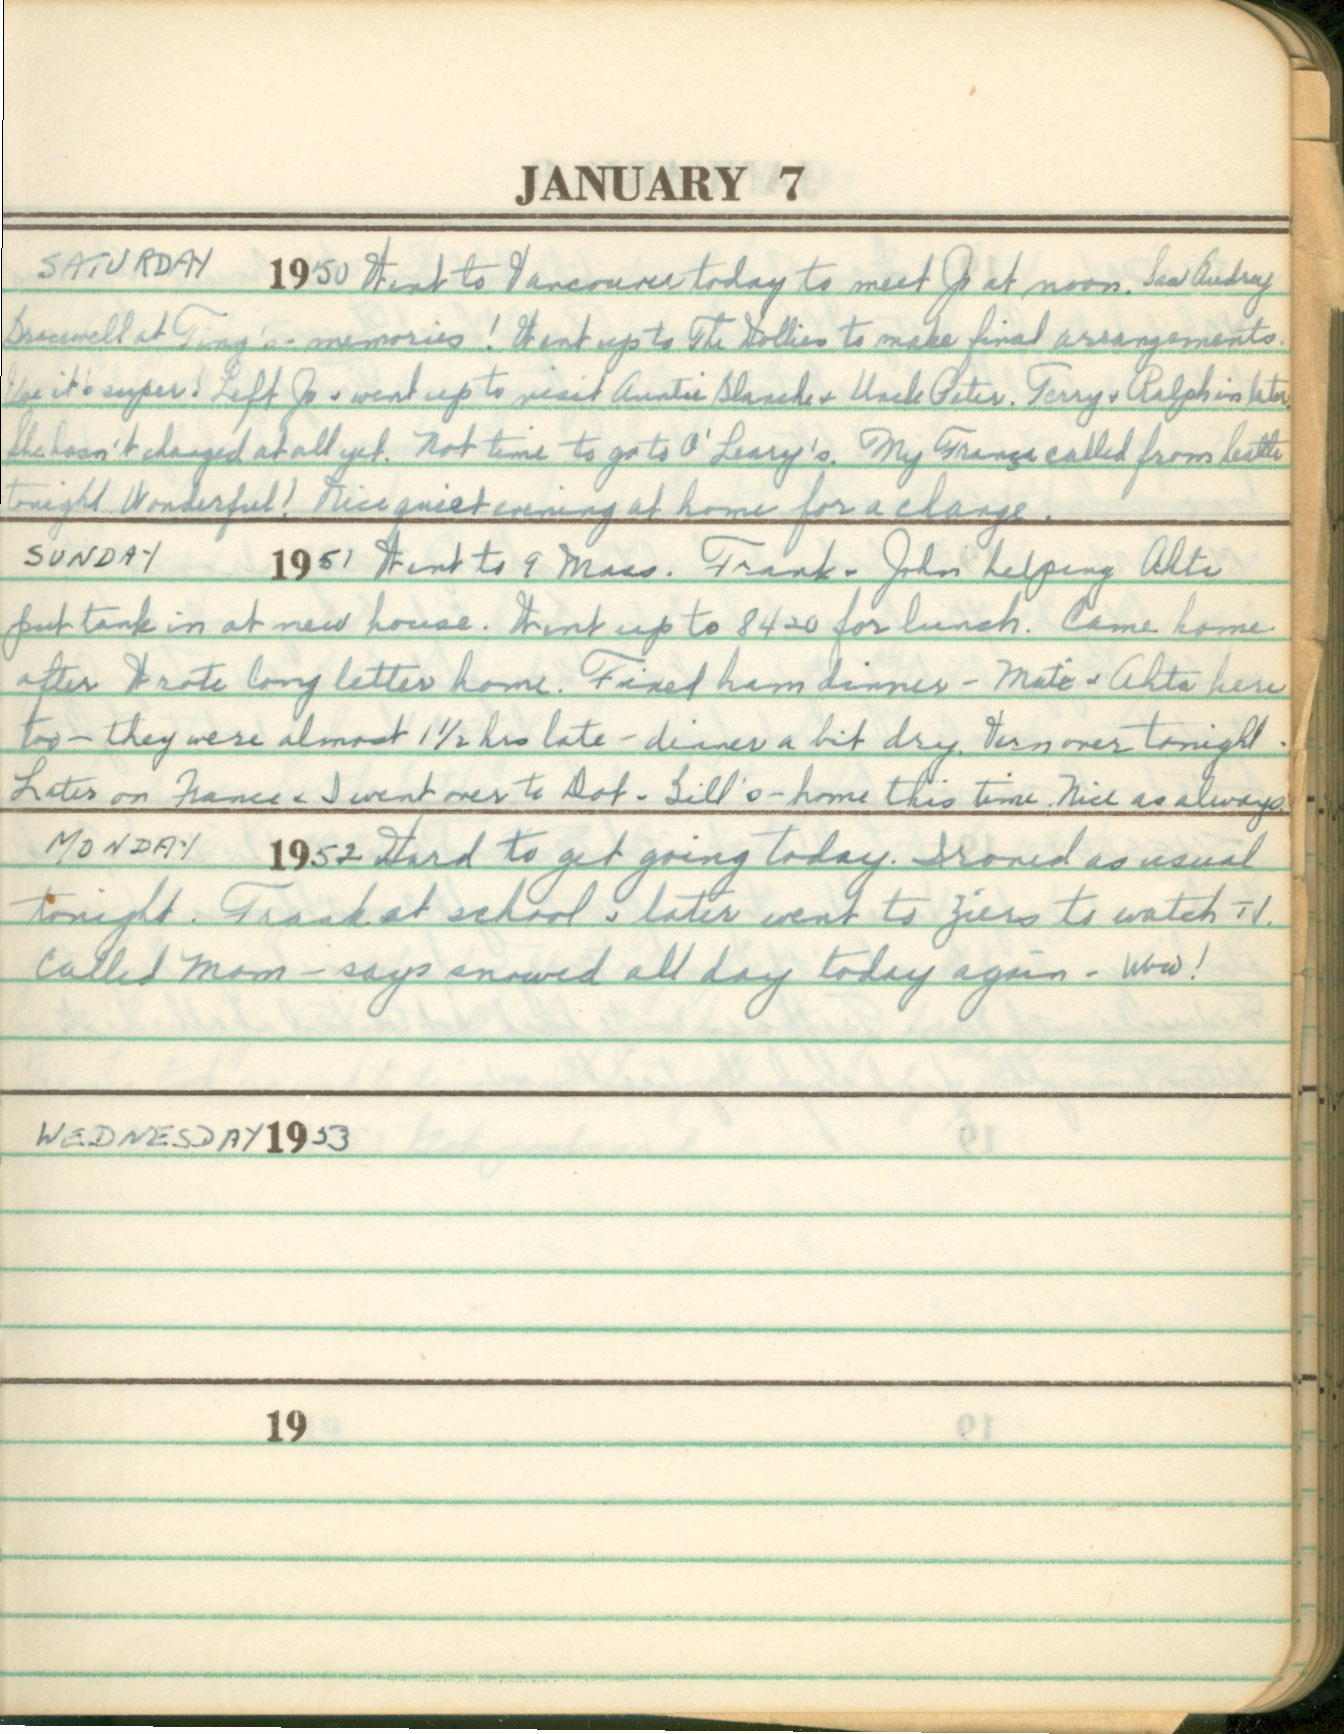 JANUARY 7
SATURDAY 1950 Went to Vancouver today to meet Jo at noon. Saw Audrey
Bracewell at Ting's - memories! Went up to The Hollies to make final arrangements.
it's super! Left Jo & went up to visit Auntie Blanche & Uncle Peter. Terry & Ralph in later.
She hasn't changed at all yet. Not time to go to O'Leary's. My France called from Seattle
tonight Wonderful! Nice quiet evening at home for a change.
SUNDAY 1951 Went to 9 Mass. Frank & John helping Ahti
put tank in at new house. Went up to 8420 for lunch. Came home
after Wrote long letter home. Fixed ham dinner - Mate & Ahti here
too - they were almost 1 1/2 hrs late - dinner a bit dry. Vern over tonight.
Later on France & I went over to Dot & Bill's - home this time. Nice as always.
MONDAY 1952 Hard to get going today. Ironed as usual
tonight. Frank at school & later went to Ziers to watch TV.
Called Mom - says snowed all day today again - Wow!
WEDNESDAY 1953
19